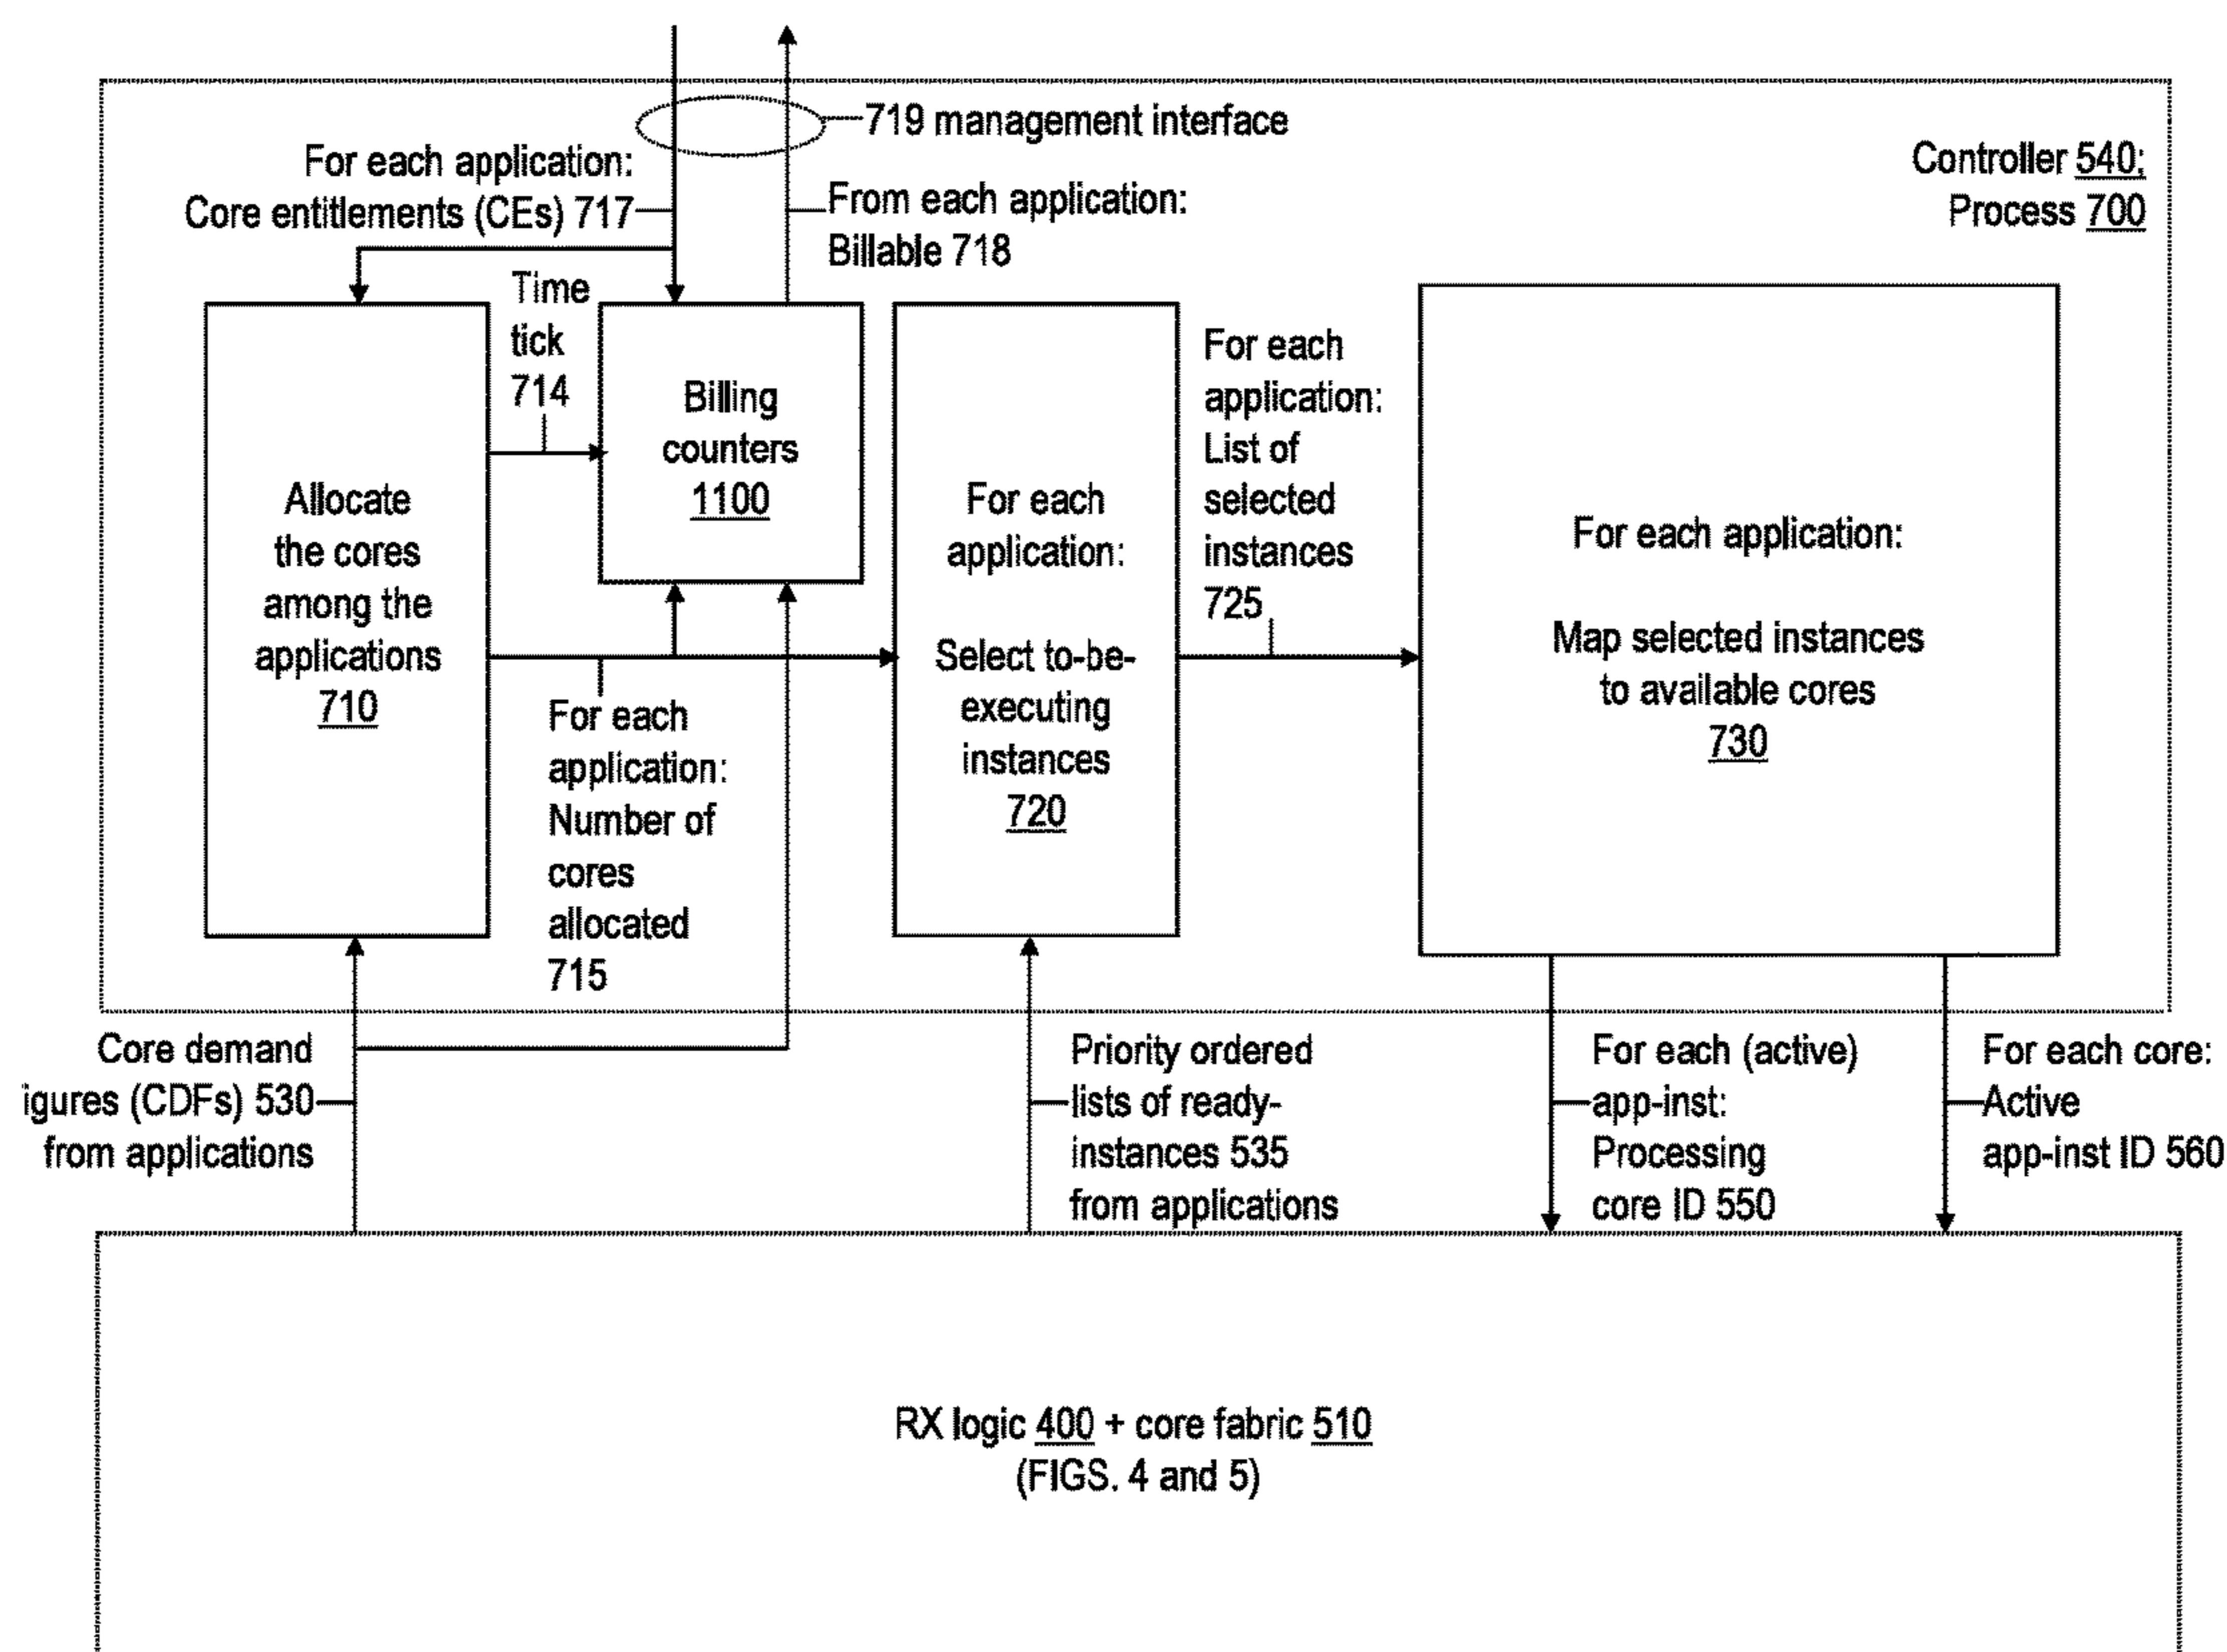 719 management interface
For each application:
Core entitlements (CEs) 717
From each application:
Billable 718
Controller 540;
Process 700
Time
tick
714
Allocate
the cores
among the
applications
710
Billing
counters
1100
For each
application:
Number of
cores
allocated
715
For each
application:
Select to-be-
executing
instances
720
For each
application:
List of
selected
instances
725
For each application:
Map selected instances
to available cores
730
Core demand
igures (CDFs) 530
from applications
Priority ordered
lists of ready-
instances 535
from applications
For each (active)
app-inst:
Processing
core ID 550
For each core:
Active
app-inst ID 560
RX logic 400 + core fabric 510
(FIGS. 4 and 5)